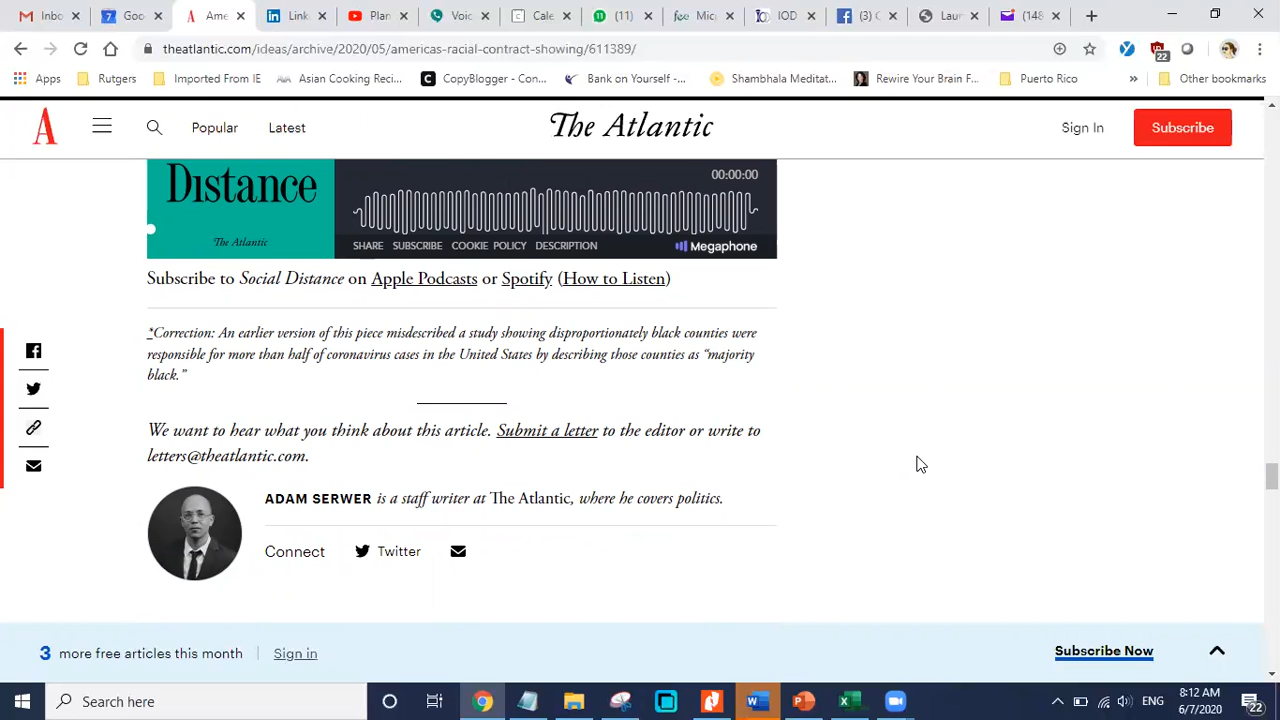 Inbo
Goo
Ame
Link
Plan
Voic
Cale
(11)
Micr
IOD
(3) C
Laun
(148
theatlantic.com/ideas/archive/2020/05/americas-racial-contract-showing/611389/
22
Apps
Rutgers
Imported From IE
Asian Cooking Reci...
CopyBlogger - Con...
Bank on Yourself -...
Shambhala Meditat...
Rewire Your Brain F...
Puerto Rico
Other bookmarks
Popular
Latest
The Atlantic
Sign In
Subscribe
Distance
The Atlantic
00:00:00
SHARE SUBSCRIBE COOKIE POLICY DESCRIPTION
Megaphone
Subscribe to Social Distance on Apple Podcasts or Spotify (How to Listen)
*Correction: An earlier version of this piece misdescribed a study showing disproportionately black counties were
responsible for more than half of coronavirus cases in the United States by describing those counties as “majority
black.”
We want to hear what you think about this article. Submit a letter to the editor or write to
letters@theatlantic.com.
ADAM SERWER is a staff writer at The Atlantic, where he covers politics.
Connect
Twitter
3 more free articles this month
Sign in
Subscribe Now
Search here
ENG
8:12 AM
6/7/2020
22